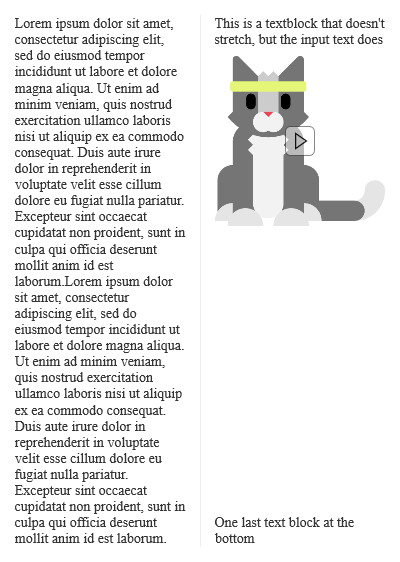 Lorem ipsum dolor sit amet,
consectetur adipiscing elit,
sed do eiusmod tempor
incididunt ut labore et dolore
magna aliqua. Ut enim ad
minim veniam, quis nostrud
exercitation ullamco laboris
nisi ut aliquip ex ea commodo
consequat. Duis aute irure
dolor in reprehenderit in
voluptate velit esse cillum
dolore eu fugiat nulla pariatur.
Excepteur sint occaecat
cupidatat non proident, sunt in
culpa qui officia deserunt
mollit anim id est
laborum.Lorem ipsum dolor
sit amet, consectetur
adipiscing elit, sed do
eiusmod tempor incididunt ut
labore et dolore magna aliqua.
Ut enim ad minim veniam,
quis nostrud exercitation
ullamco laboris nisi ut aliquip
ex ea commodo consequat.
Duis aute irure dolor in
reprehenderit in voluptate
velit esse cillum dolore eu
fugiat nulla pariatur.
Excepteur sint occaecat
cupidatat non proident, sunt in
culpa qui officia deserunt
mollit anim id est laborum.
This is a textblock that doesn't
stretch, but the input text does
One last text block at the
bottom